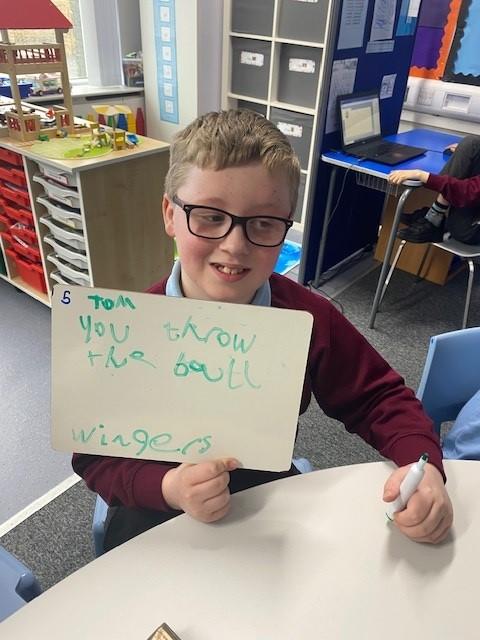 5 Tom
you throw
the ball
wingers